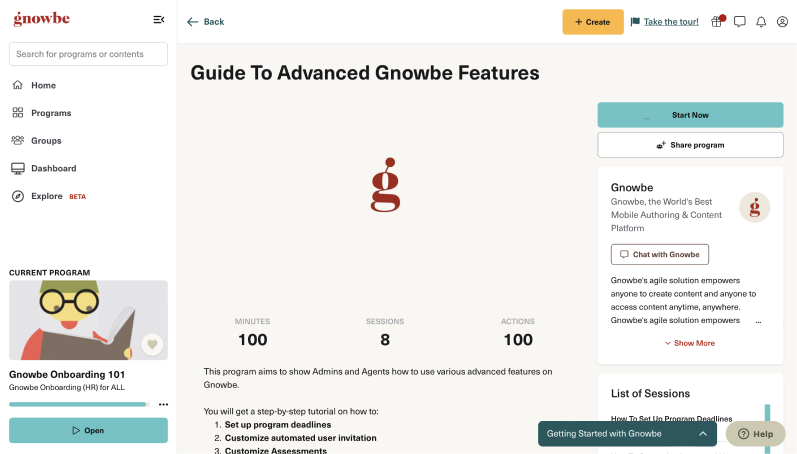 gnowbe
Search for programs or contents
Home
Programs
Groups
Dashboard
Explore BETA
CURRENT PROGRAM
Gnowbe Onboarding 101
Gnowbe Onboarding (HR) for ALL
...
Open
Back
+ Create
Take the tour!
Guide To Advanced Gnowbe Features
g
MINUTES SESSIONS ACTIONS
100 8 100
This program aims to show Admins and Agents how to use various advanced features on
Gnowbe.
You will get a step-by-step tutorial on how to:
1. Set up program deadlines
2. Customize automated user invitation
3. Customize Assessments
Start Now
Share program
Gnowbe
Gnowbe, the World's Best
Mobile Authoring & Content
Platform
g
Chat with Gnowbe
Gnowbe's agile solution empowers
anyone to create content and anyone to
access content anytime, anywhere.
Gnowbe's agile solution empowers ...
Show More
List of Sessions
How To Set Up Program Deadlines
Getting Started with Gnowbe
Help